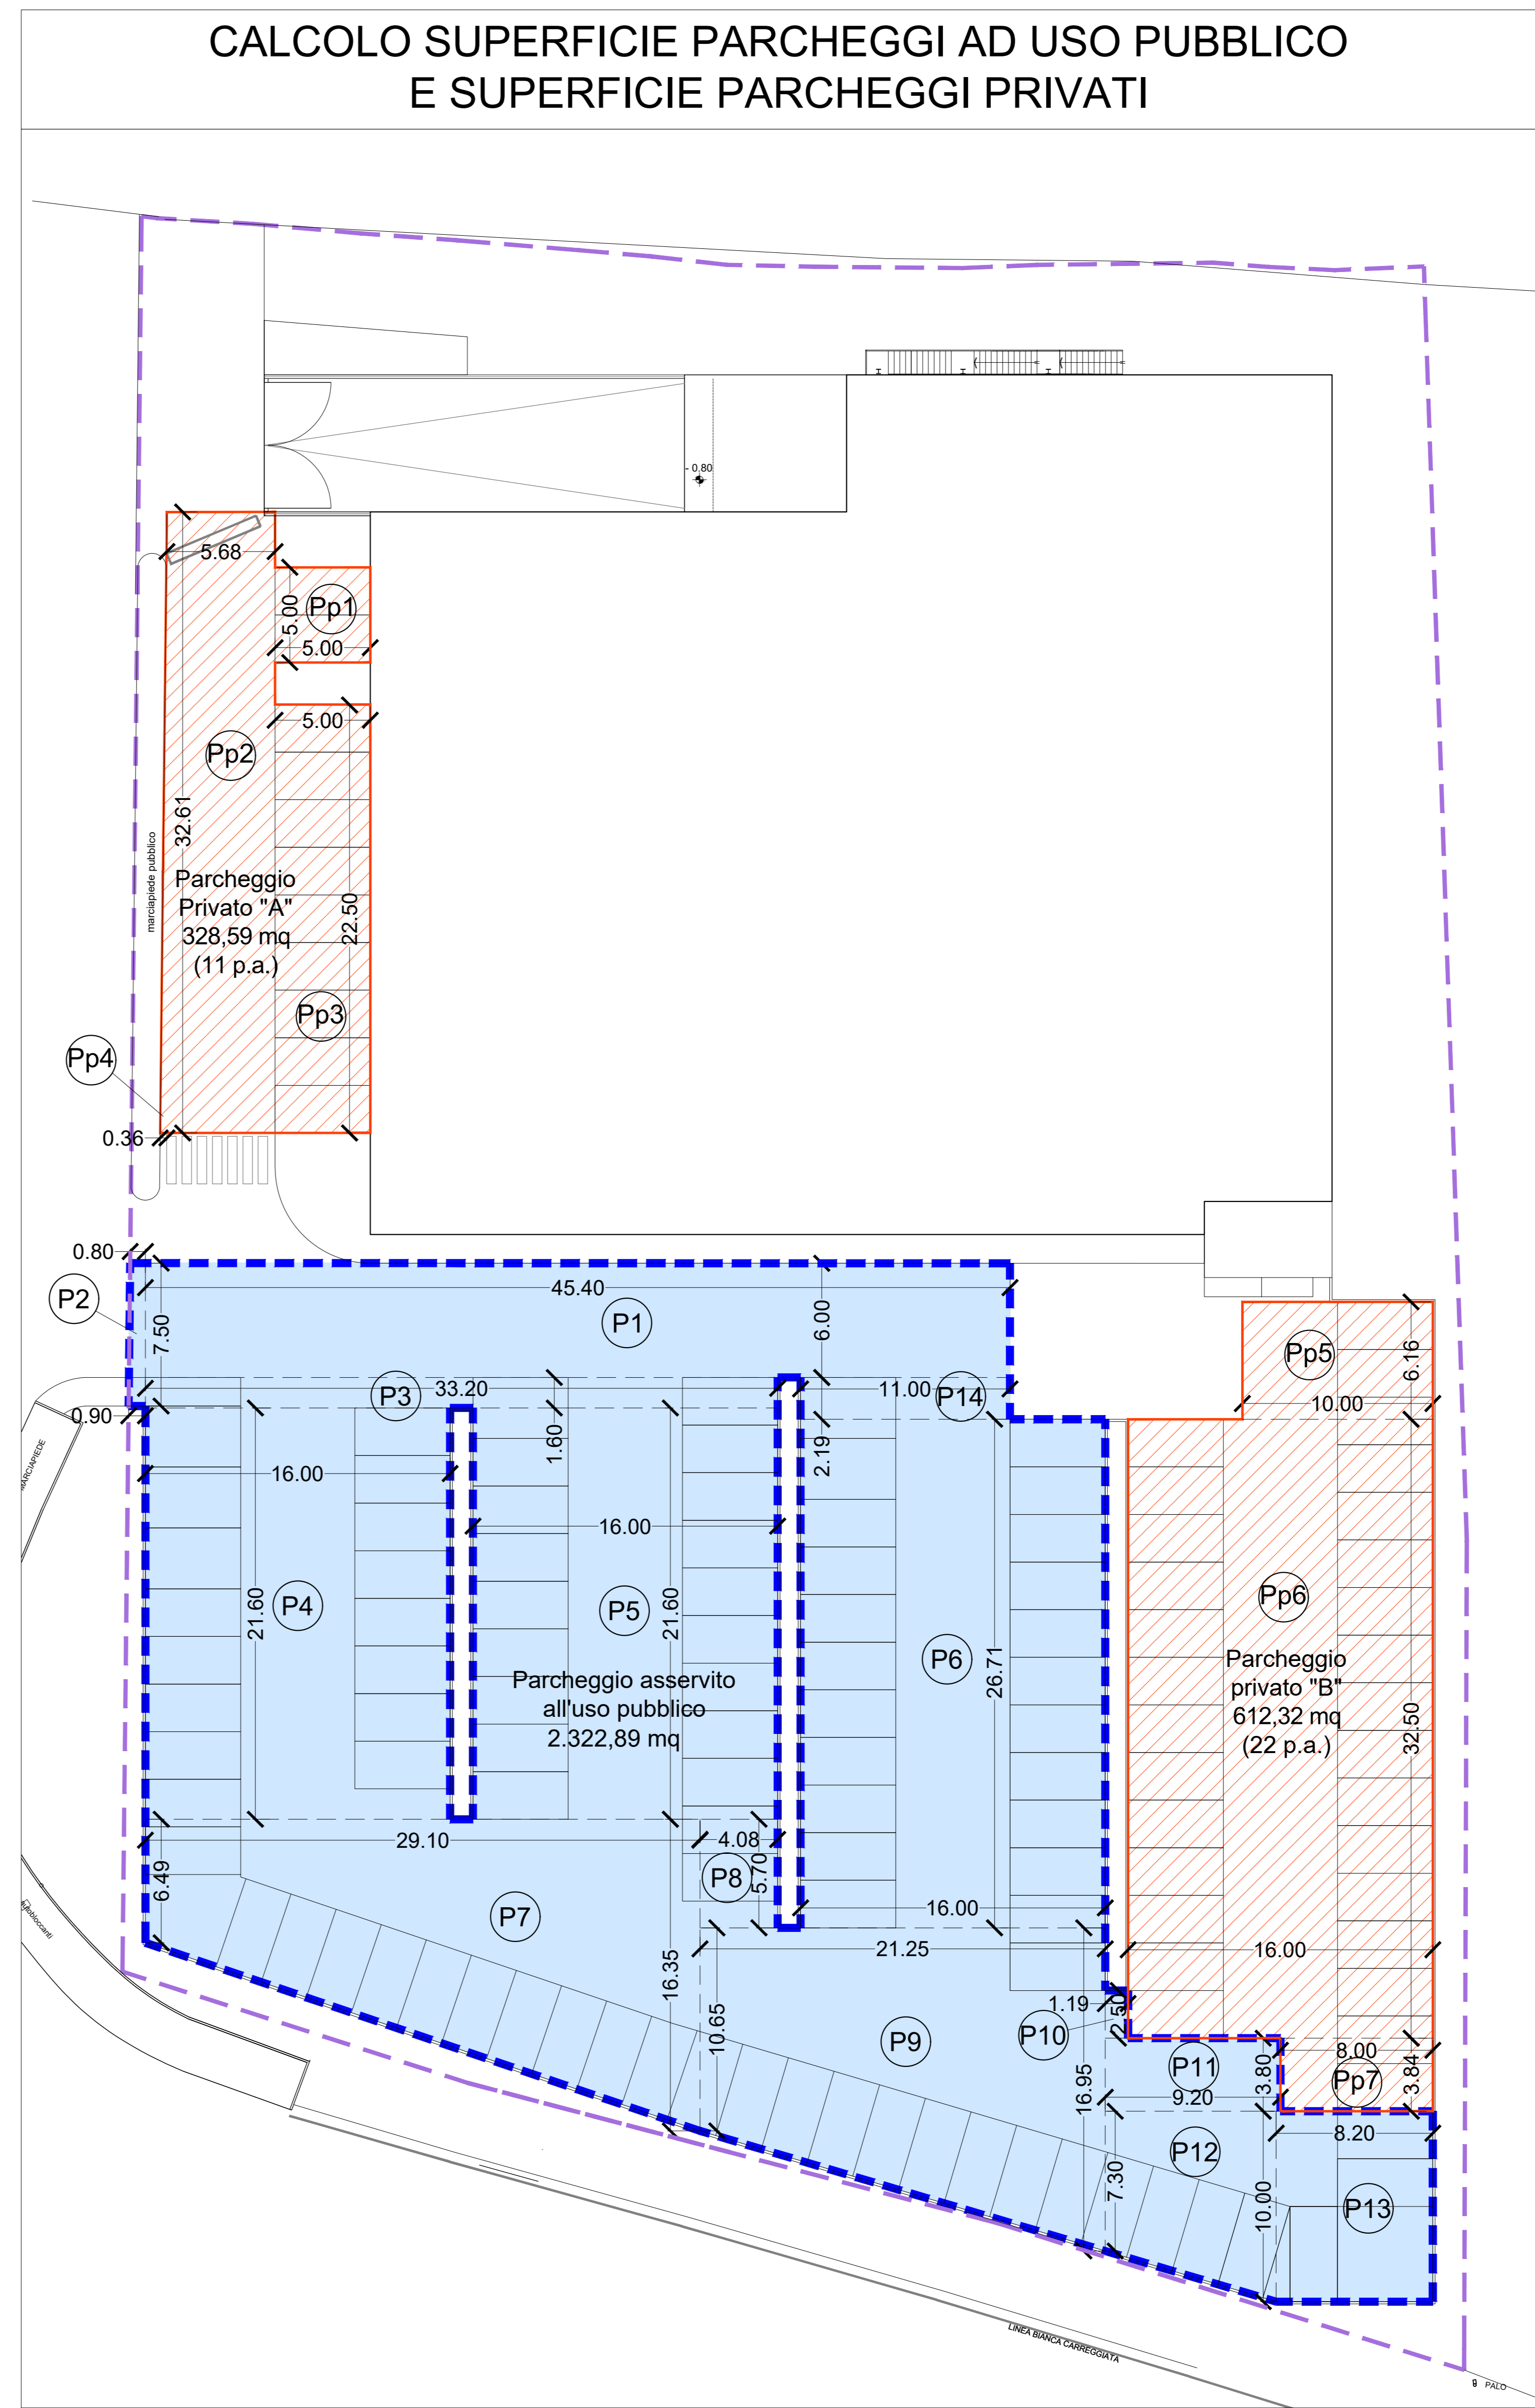 CALCOLO SUPERFICIE PARCHEGGI AD USO PUBBLICO
E SUPERFICIE PARCHEGGI PRIVATI
- 0.80
5.68
5.00
Pp1
5.00
5.00
Pp2
32.61
marciapiede pubblico
Parcheggio
Privato "A"
328,59 mq
(11 p.a.)
22.50
Pp3
Pp4
0.36
0.80
P2
7.50
45.40
P1
6.00
Pp5
6.16
P3
33.20
11.00
P14
10.00
0.90
1.60
2.19
MARCIAPIEDE
16.00
16.00
P4
21.60
P5
21.60
P6
26.71
Pp6
Parcheggio asservito
all'uso pubblico
2.322,89 mq
Parcheggio
privato "B"
612,32 mq
(22 p.a.)
32.50
29.10
4.08
6.49
P8
5.70
autobloccanti
P7
16.00
21.25
16.00
16.35
10.65
1.19
2.50
P10
P9
16.95
P11
3.80
8.00
Pp7
3.84
9.20
8.20
P12
7.30
10.00
P13
LINEA BIANCA CARREGGIATA
PALO